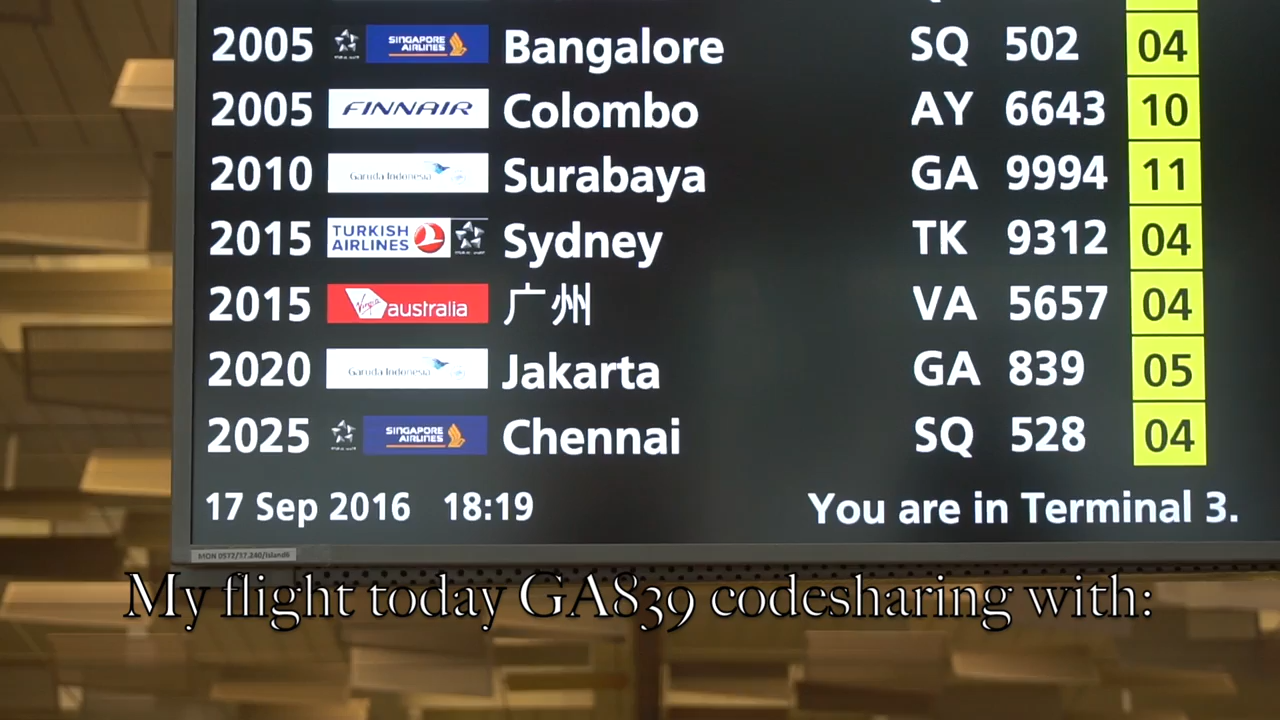 2005 SINGAPORE AIRLINES Bangalore SQ 502 04
2005 FINNAIR Colombo AY 6643 10
2010 Garuda Indonesia Surabaya GA 9994 11
2015 TURKISH AIRLINES Sydney TK 9312 04
2015 Virgin australia 广州 VA 5657 04
2020 Garuda Indonesia Jakarta GA 839 05
2025 SINGAPORE AIRLINES Chennai SQ 528 04
17 Sep 2016 18:19 You are in Terminal 3.
My flight today GA839 codesharing with: